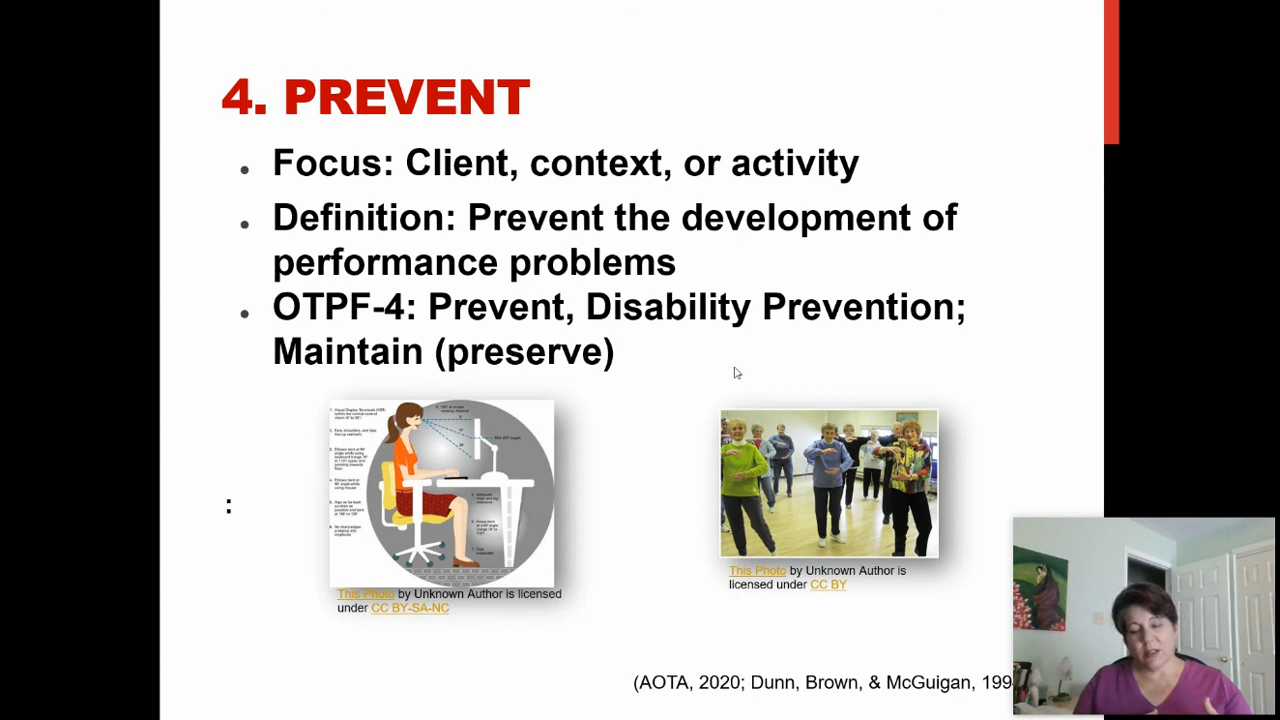 4. PREVENT
Focus: Client, context, or activity
Definition: Prevent the development of
performance problems
OTPF-4: Prevent, Disability Prevention;
Maintain (preserve)
:
This Photo by Unknown Author is licensed
under CC BY-SA-NC
This Photo by Unknown Author is
licensed under CC BY
(AOTA, 2020; Dunn, Brown, & McGuigan, 199